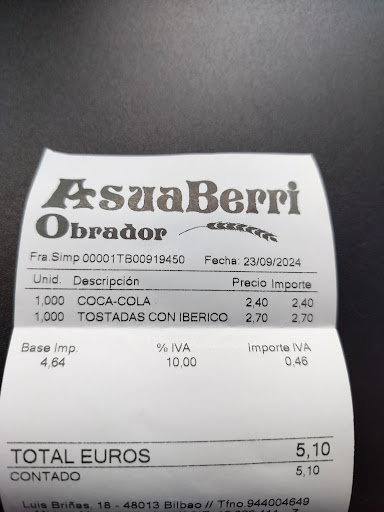 AsuaBerri
Obrador
Fra.Simp 00001TB00919450 Fecha: 23/09/2024
Unid. Descripción Precio Importe
1,000 COCA-COLA 2,40 2,40
1,000 TOSTADAS CON IBERICO 2,70 2,70
Base Imp. % IVA Importe IVA
4,64 10,00 0,46
TOTAL EUROS 5,10
CONTADO 5,10
Luis Briñas, 18 - 48013 Bilbao // Tfno 944004649